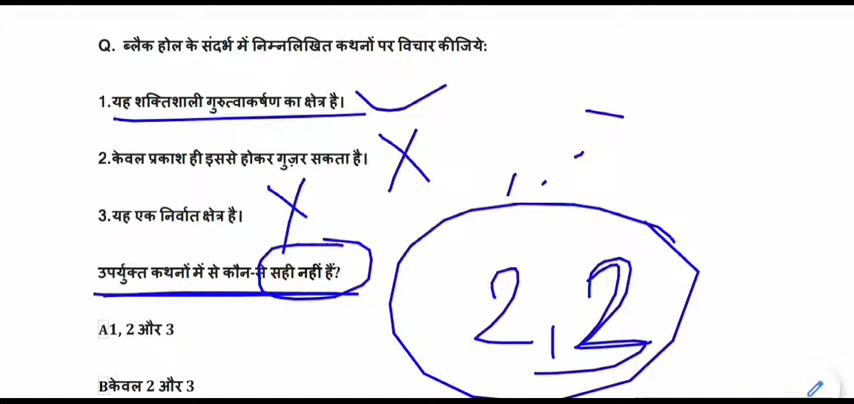 Q. ब्लैक होल के संदर्भ में निम्नलिखित कथनों पर विचार कीजिये:
1.यह शक्तिशाली गुरुत्वाकर्षण का क्षेत्र है।
2.केवल प्रकाश ही इससे होकर गुज़र सकता है।
3.यह एक निर्वात क्षेत्र है।
उपर्युक्त कथनों में से कौन-से सही नहीं हैं?
2,2
A1, 2 और 3
Bकेवल 2 और 3